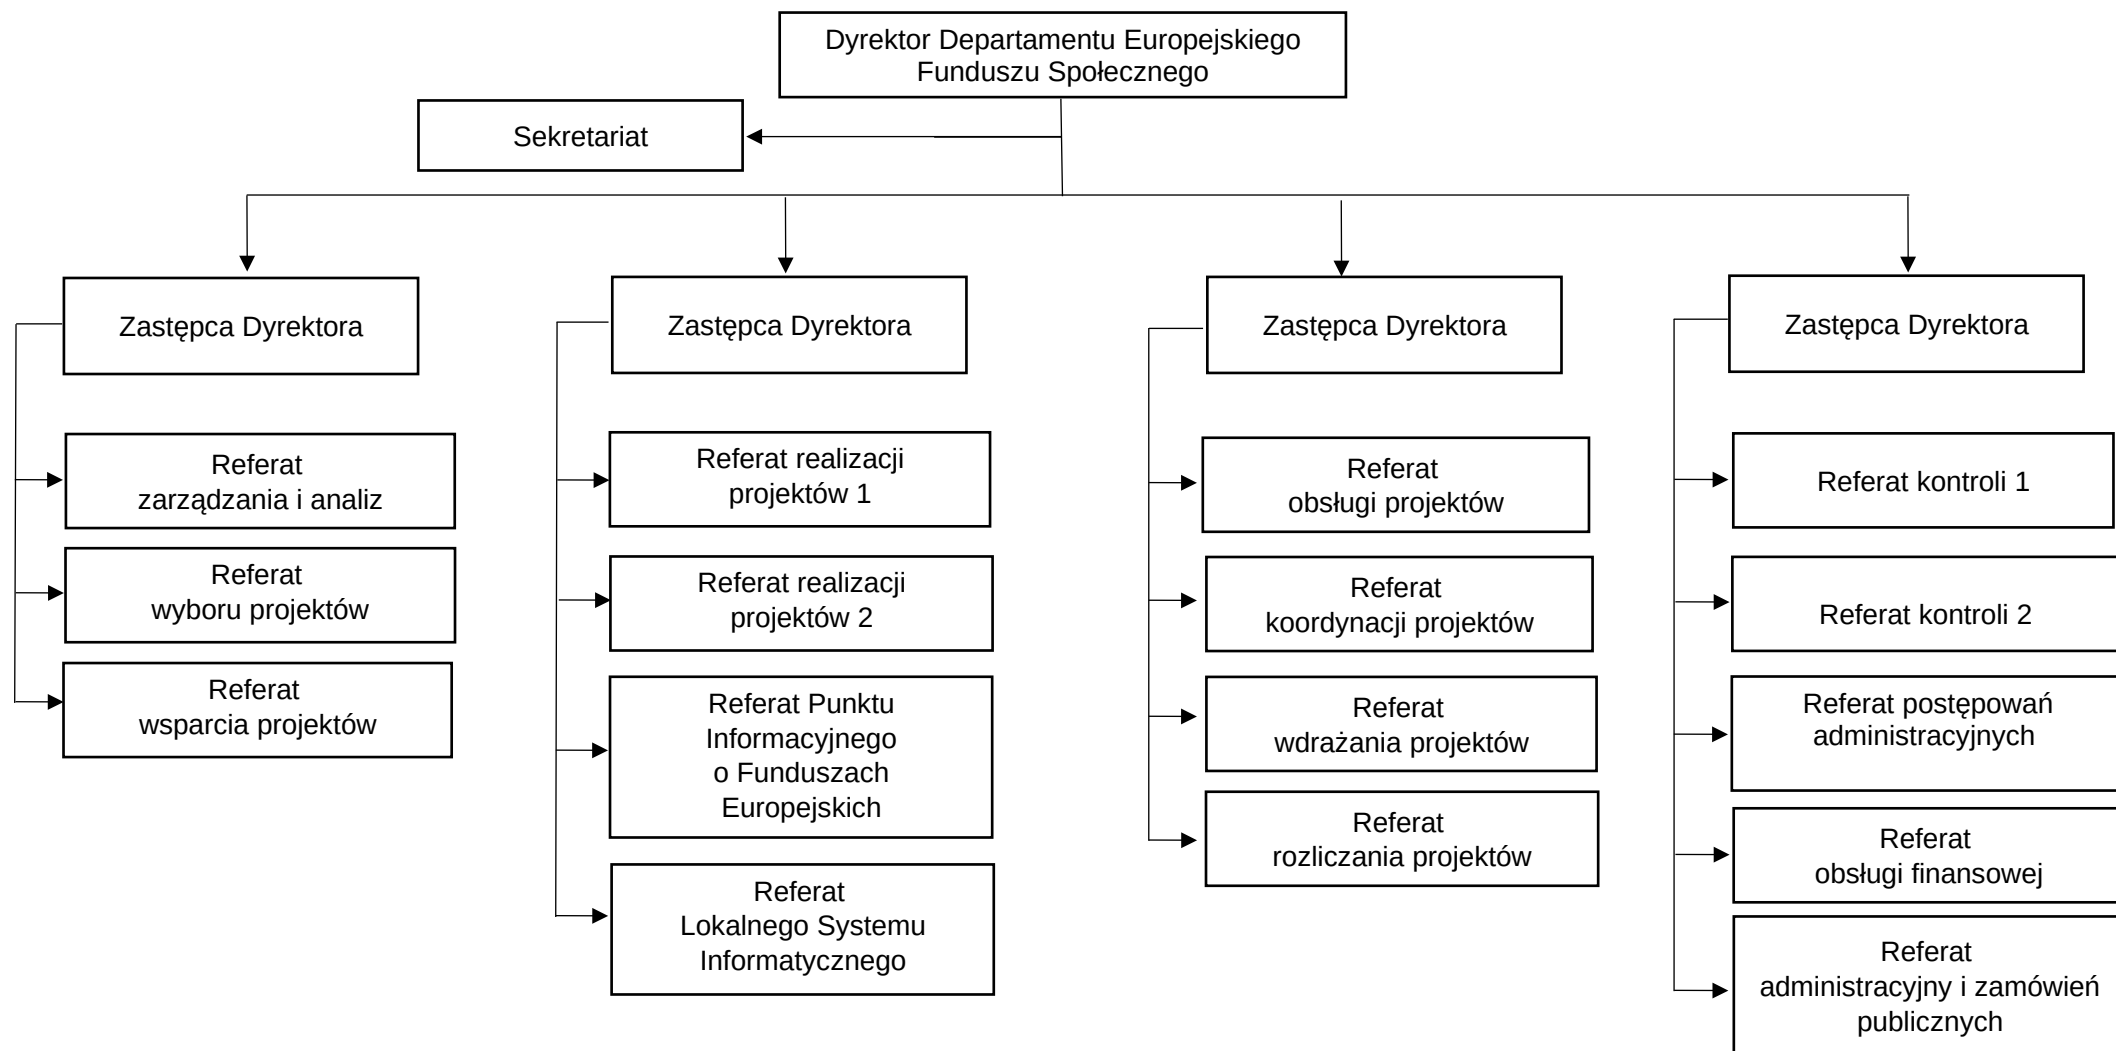 Dyrektor Departamentu Europejskiego
Funduszu Społecznego
Sekretariat
Zastępca Dyrektora
Zastępca Dyrektora
Zastępca Dyrektora
Zastępca Dyrektora
Referat
zarządzania i analiz
Referat
wyboru projektów
Referat
wsparcia projektów
Referat realizacji
projektów 1
Referat realizacji
projektów 2
Referat Punktu
Informacyjnego
o Funduszach
Europejskich
Referat
Lokalnego Systemu
Informatycznego
Referat
obsługi projektów
Referat
koordynacji projektów
Referat
wdrażania projektów
Referat
rozliczania projektów
Referat kontroli 1
Referat kontroli 2
Referat postępowań
administracyjnych
Referat
obsługi finansowej
Referat
administracyjny i zamówień
publicznych